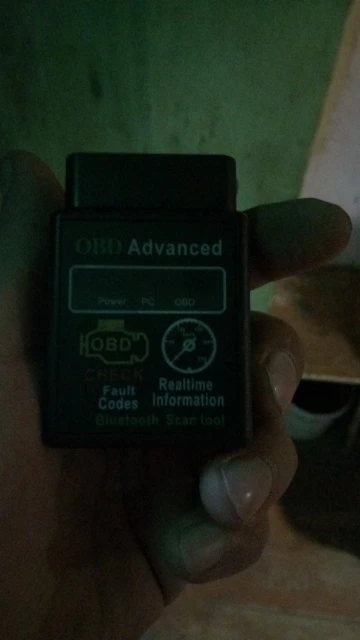 OBD Advanced
Power PC OBD
OBD
CHECK
Fault
Codes
Realtime
Information
Bluetooth Scan tool